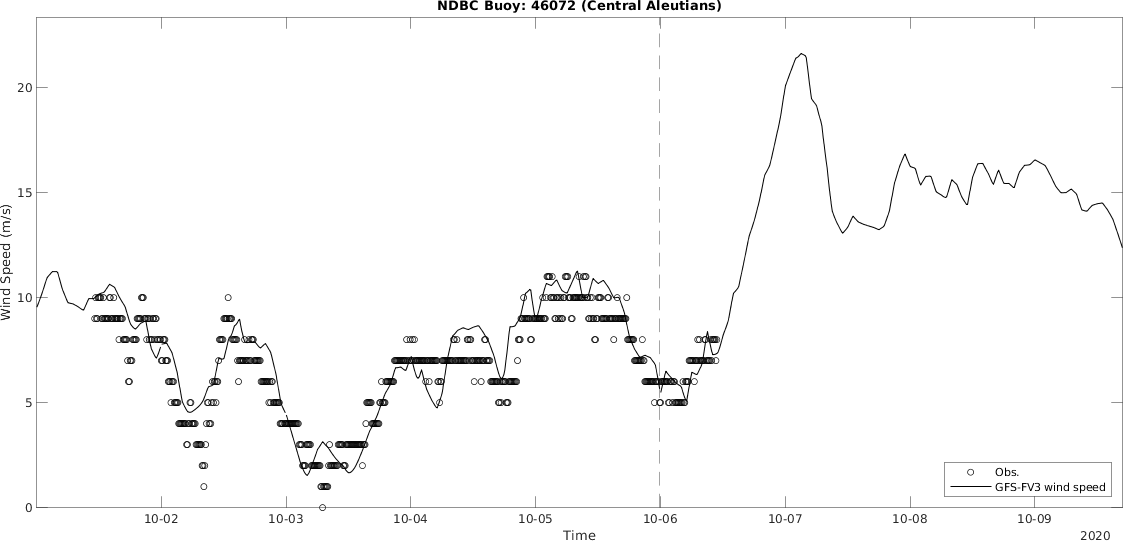 NDBC Buoy: 46072 (Central Aleutians)
20
15
10
5
0
Wind Speed (m/s)
10-02
10-03
10-04
10-05
10-06
10-07
10-08
10-09
Time
2020
Obs.
GFS-FV3 wind speed